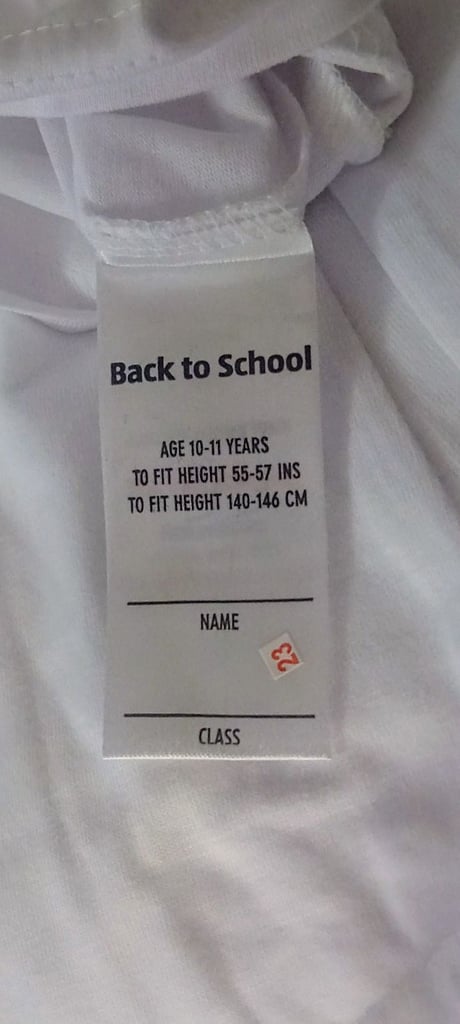 Back to School
AGE 10-11 YEARS
TO FIT HEIGHT 55-57 INS
TO FIT HEIGHT 140-146 CM
NAME
23
CLASS